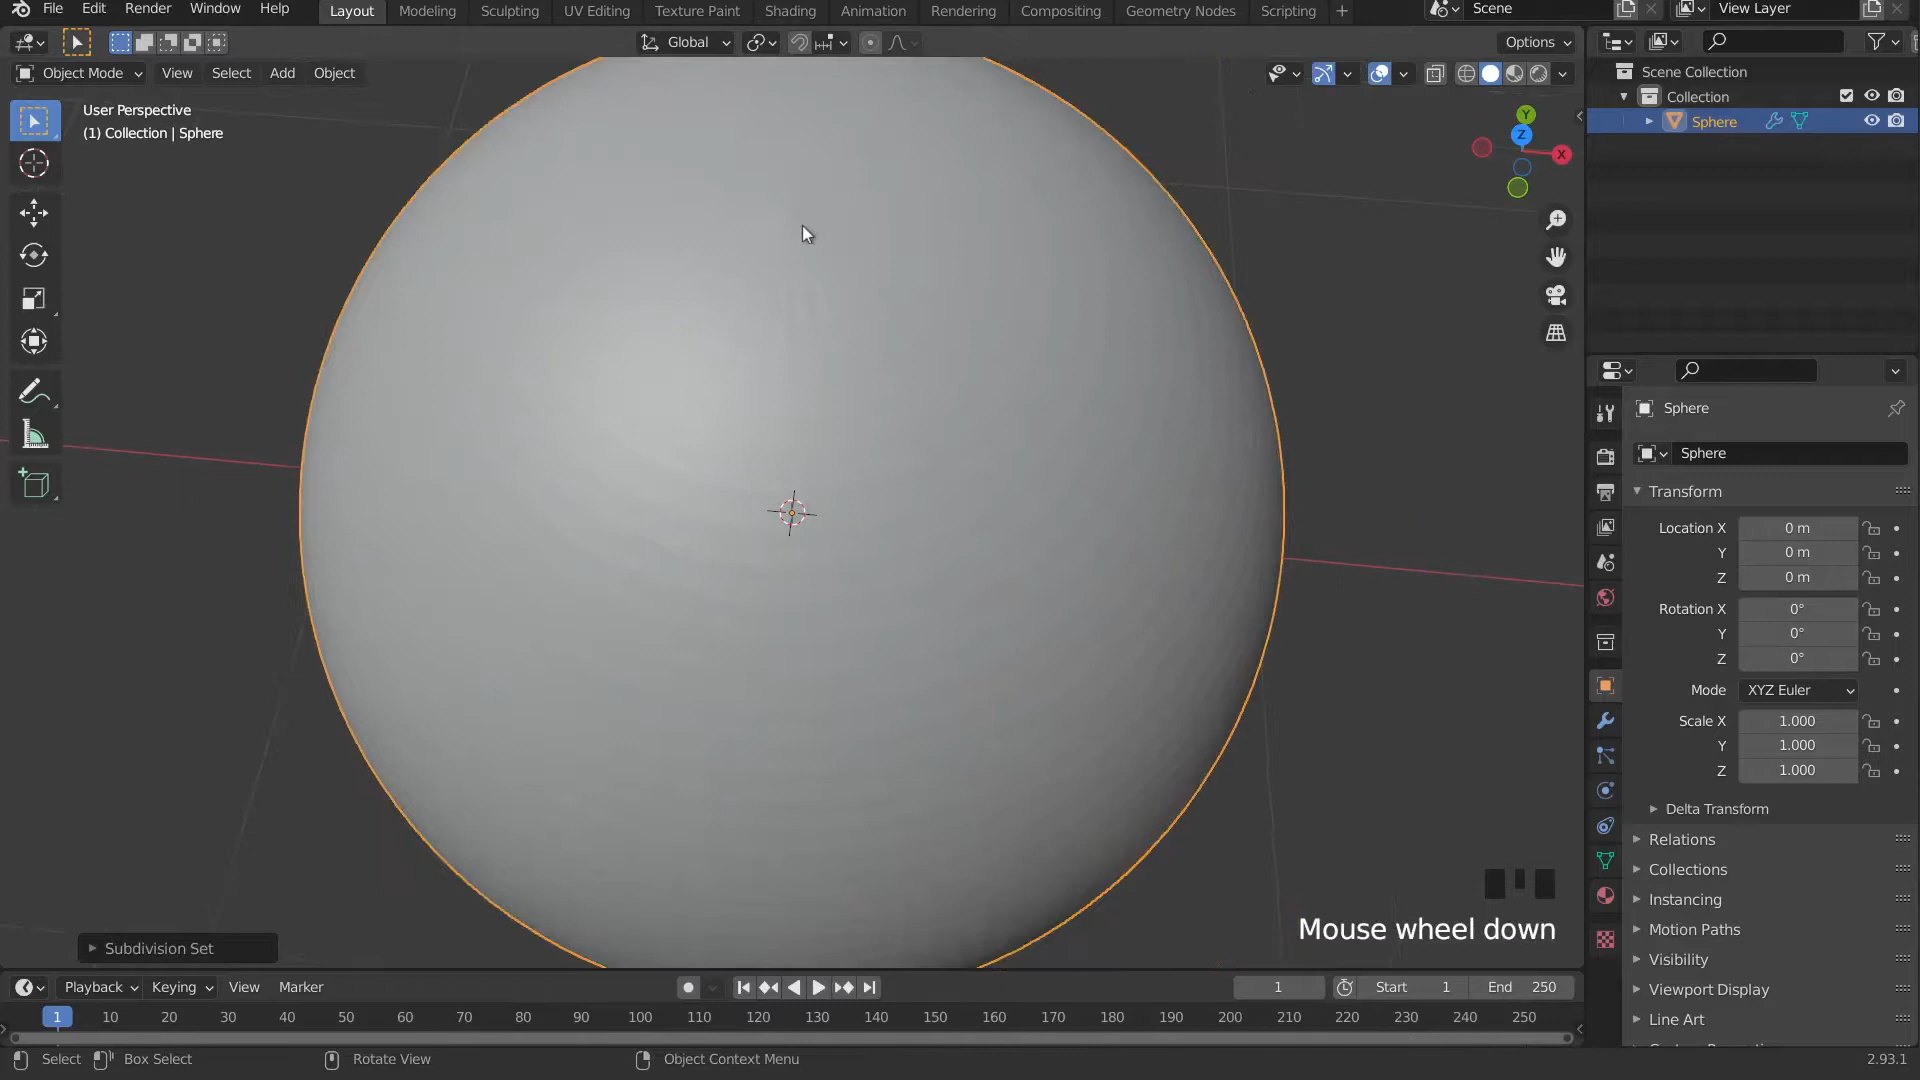 File Edit Render Window Help Layout Modeling Sculpting UV Editing Texture Paint Shading Animation Rendering Compositing Geometry Nodes Scripting + Scene View Layer
Global Options
Object Mode View Select Add Object
User Perspective
(1) Collection | Sphere
Y
Z
X
Scene Collection
Collection
Sphere
Sphere
Sphere
Transform
Location X 0 m
Y 0 m
Z 0 m
Rotation X 0°
Y 0°
Z 0°
Mode XYZ Euler
Scale X 1.000
Y 1.000
Z 1.000
Delta Transform
Relations
Collections
Instancing
Motion Paths
Visibility
Viewport Display
Line Art
Mouse wheel down
Subdivision Set
Playback Keying View Marker 1 Start 1 End 250
1 10 20 30 40 50 60 70 80 90 100 110 120 130 140 150 160 170 180 190 200 210 220 230 240 250
Select Box Select Rotate View Object Context Menu 2.93.1